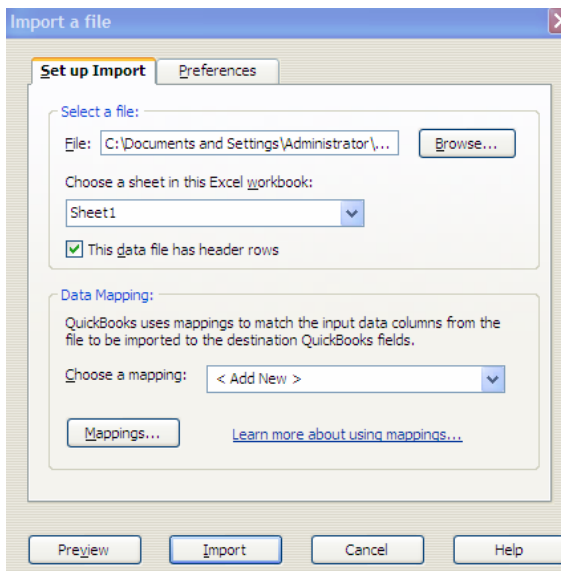 Import a file
Set up Import Preferences
Select a file:
File: C:\Documents and Settings\Administrator\... Browse...
Choose a sheet in this Excel workbook:
Sheet1
This data file has header rows
Data Mapping:
QuickBooks uses mappings to match the input data columns from the
file to be imported to the destination QuickBooks fields.
Choose a mapping: < Add New >
Mappings... Learn more about using mappings...
Preview Import Cancel Help